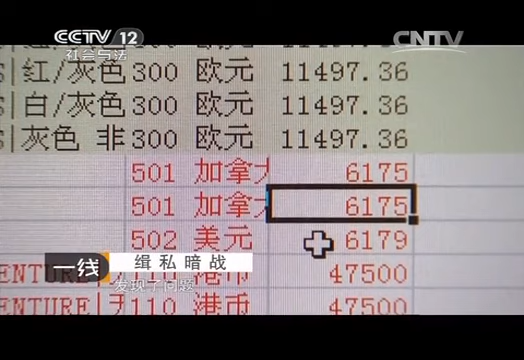 CCTV 12
社会与法
CNTV
红/灰色 300 欧元 11497.36
白/灰色 300 欧元 11497.36
灰色 非 300 欧元 11497.36
501 加拿大 6175
501 加拿大 6175
502 美元 6179
一线
缉私暗战
ENTURE 110 港币 47500
发现了问题
ENTURE 110 港币 47500